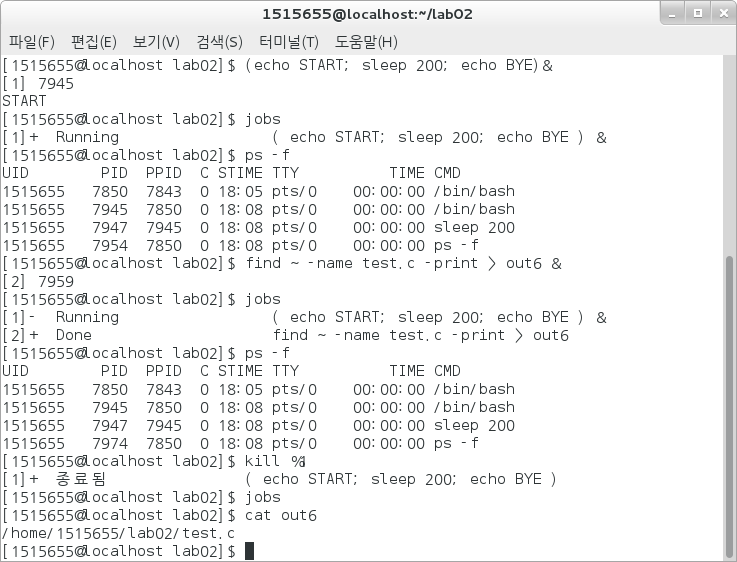 1515655@localhost:~/lab02
파일(F) 편집(E) 보기(V) 검색(S) 터미널(T) 도움말(H)
[1515655@localhost lab02]$ (echo START; sleep 200; echo BYE)&
[1] 7945
START
[1515655@localhost lab02]$ jobs
[1]+  Running                 ( echo START; sleep 200; echo BYE ) &
[1515655@localhost lab02]$ ps -f
UID        PID  PPID  C STIME TTY          TIME CMD
1515655   7850  7843  0 18:05 pts/0    00:00:00 /bin/bash
1515655   7945  7850  0 18:08 pts/0    00:00:00 /bin/bash
1515655   7947  7945  0 18:08 pts/0    00:00:00 sleep 200
1515655   7954  7850  0 18:08 pts/0    00:00:00 ps -f
[1515655@localhost lab02]$ find ~ -name test.c -print > out6 &
[2] 7959
[1515655@localhost lab02]$ jobs
[1]-  Running                 ( echo START; sleep 200; echo BYE ) &
[2]+  Done                    find ~ -name test.c -print > out6
[1515655@localhost lab02]$ ps -f
UID        PID  PPID  C STIME TTY          TIME CMD
1515655   7850  7843  0 18:05 pts/0    00:00:00 /bin/bash
1515655   7945  7850  0 18:08 pts/0    00:00:00 /bin/bash
1515655   7947  7945  0 18:08 pts/0    00:00:00 sleep 200
1515655   7974  7850  0 18:08 pts/0    00:00:00 ps -f
[1515655@localhost lab02]$ kill %1
[1]+  종료됨               ( echo START; sleep 200; echo BYE )
[1515655@localhost lab02]$ jobs
[1515655@localhost lab02]$ cat out6
/home/1515655/lab02/test.c
[1515655@localhost lab02]$